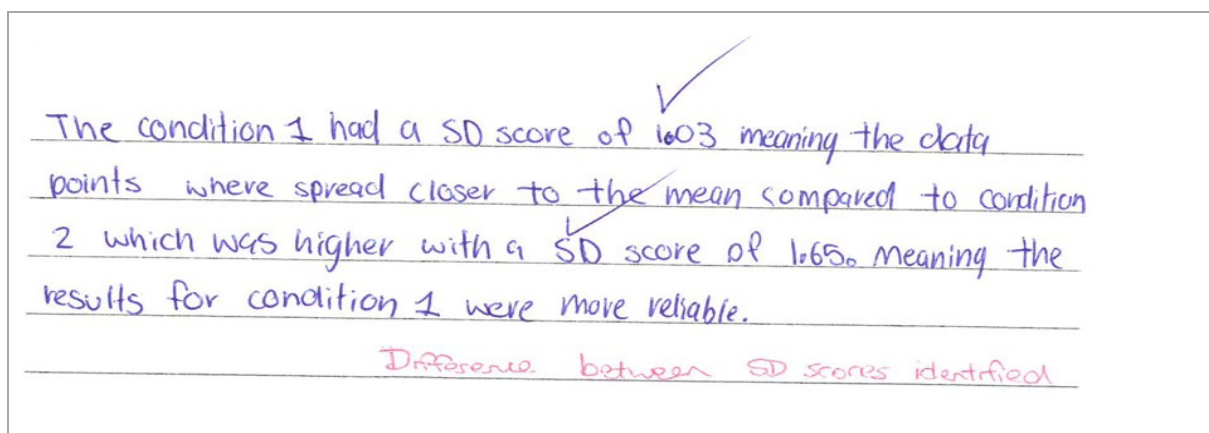 The condition 1 had a SD score of 1.03 meaning the data
points where spread closer to the mean compared to condition
2 which was higher with a SD score of 1.65. Meaning the
results for condition 1 were more reliable.
Difference between SD scores identified